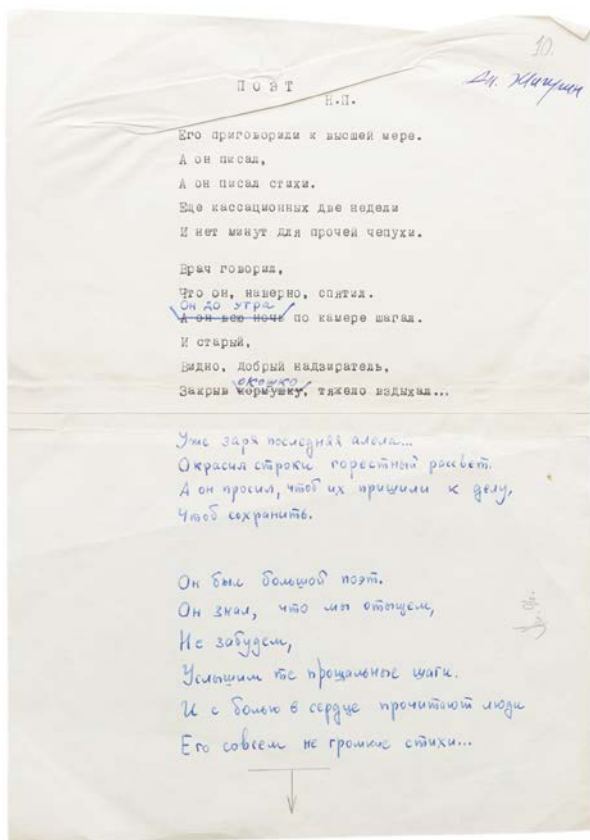 10.
Ан. Жигулин
ПОЭТ
Н.П.
Его приговорили к высшей мере.
А он писал,
А он писал стихи.
Еще кассационных две недели
И нет минут для прочей чепухи.
Врач говорил,
Что он, наверно, спятил.
Он до утра
А он всю ночь по камере шагал.
И старый,
Видно, добрый надзиратель,
окошко
Закрыв кормушку, тяжело вздыхал...
Уже заря последняя алела...
Окрасил строки горестный рассвет.
А он просил, чтоб их пришили к делу,
Чтоб сохранить.
Он был большой поэт.
Он знал, что мы отыщем,
Не забудем,
Услышим те прощальные шаги.
И с болью в сердце прочитают люди
Его совсем не громкие стихи...